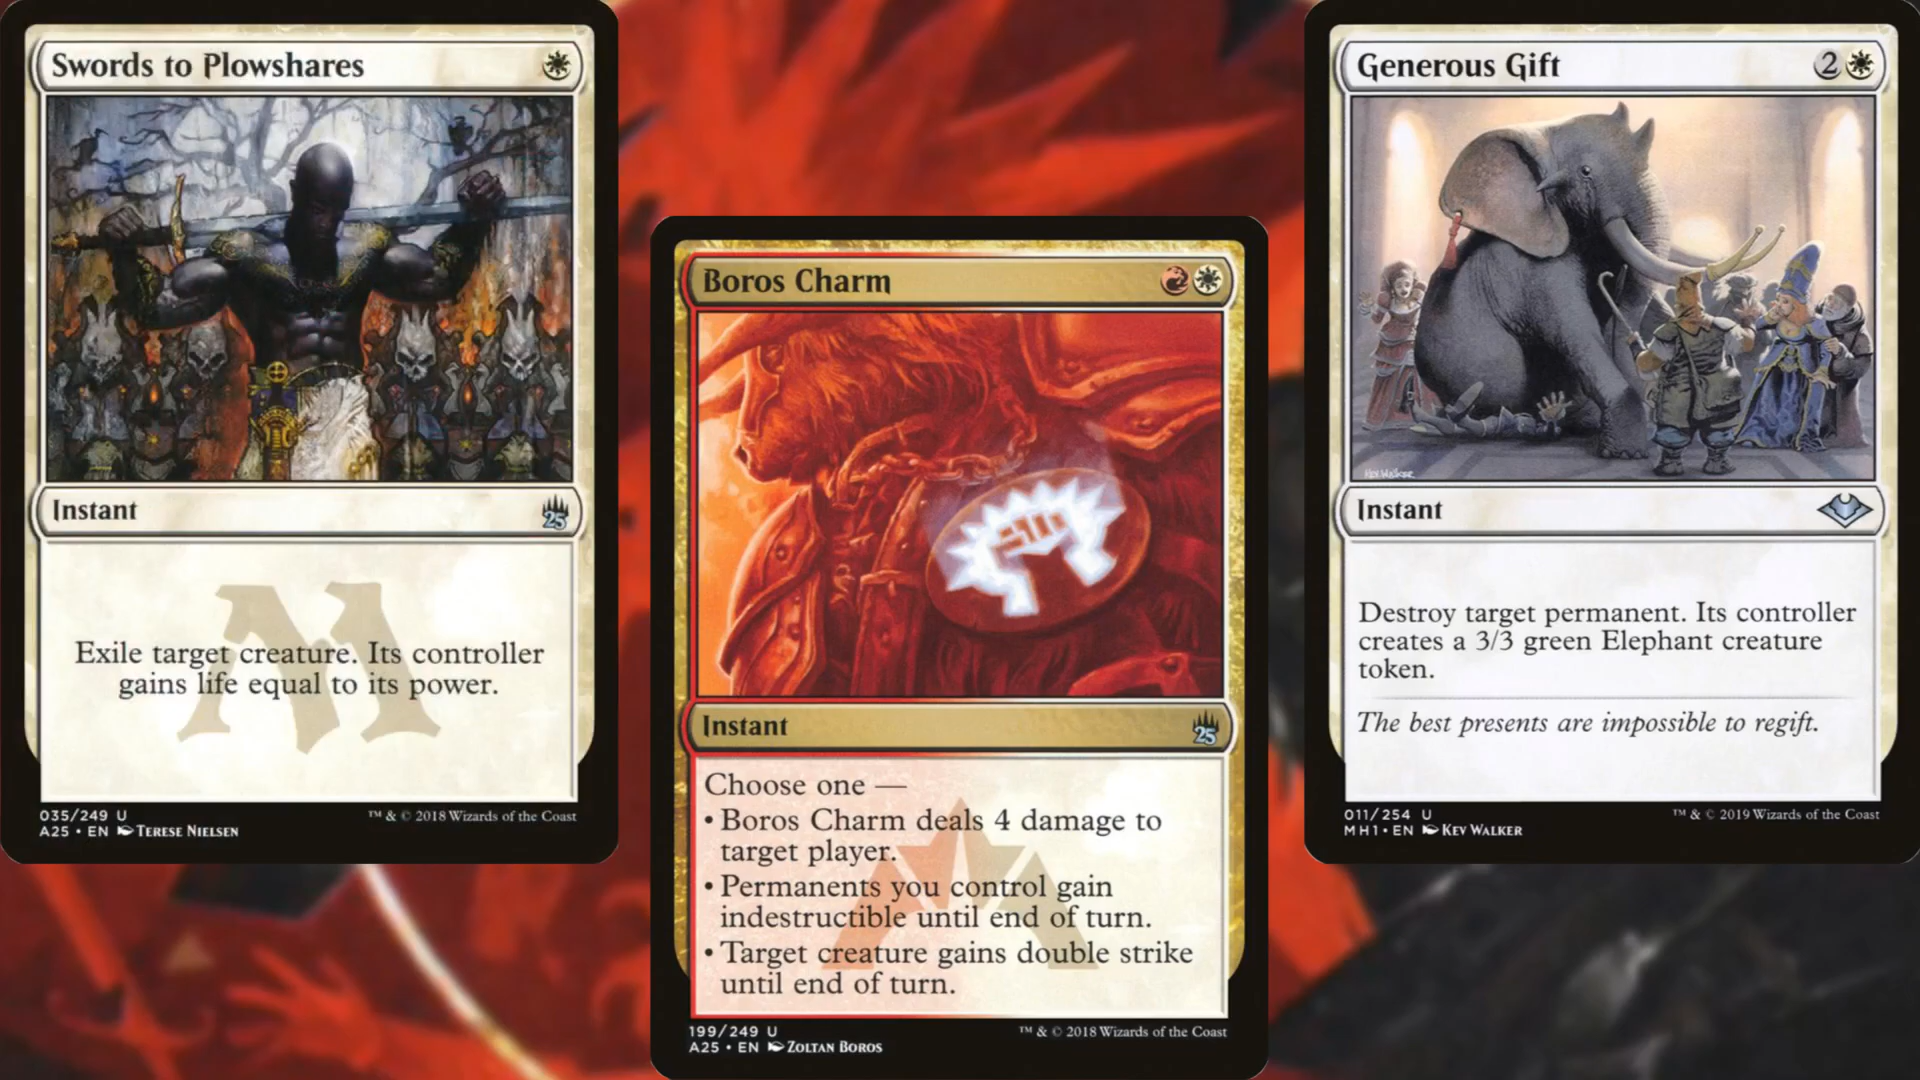 Swords to Plowshares
Instant
25
Exile target creature. Its controller
gains life equal to its power.
035/249 U
A25 • EN Terese Nielsen
™ & © 2018 Wizards of the Coast
Boros Charm
Instant
25
Choose one —
• Boros Charm deals 4 damage to
target player.
• Permanents you control gain
indestructible until end of turn.
• Target creature gains double strike
until end of turn.
199/249 U
A25 • EN Zoltan Boros
™ & © 2018 Wizards of the Coast
Generous Gift
2
Kev Walker
Instant
Destroy target permanent. Its controller
creates a 3/3 green Elephant creature
token.
The best presents are impossible to regift.
011/254 U
MH1 • EN Kev Walker
™ & © 2019 Wizards of the Coast